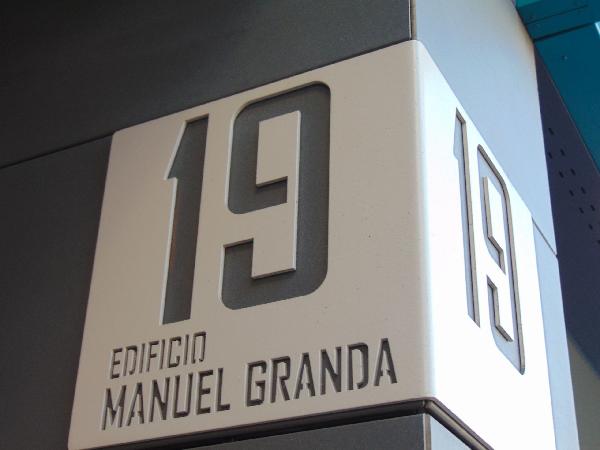 19
EDIFICIO
MANUEL GRANDA
19